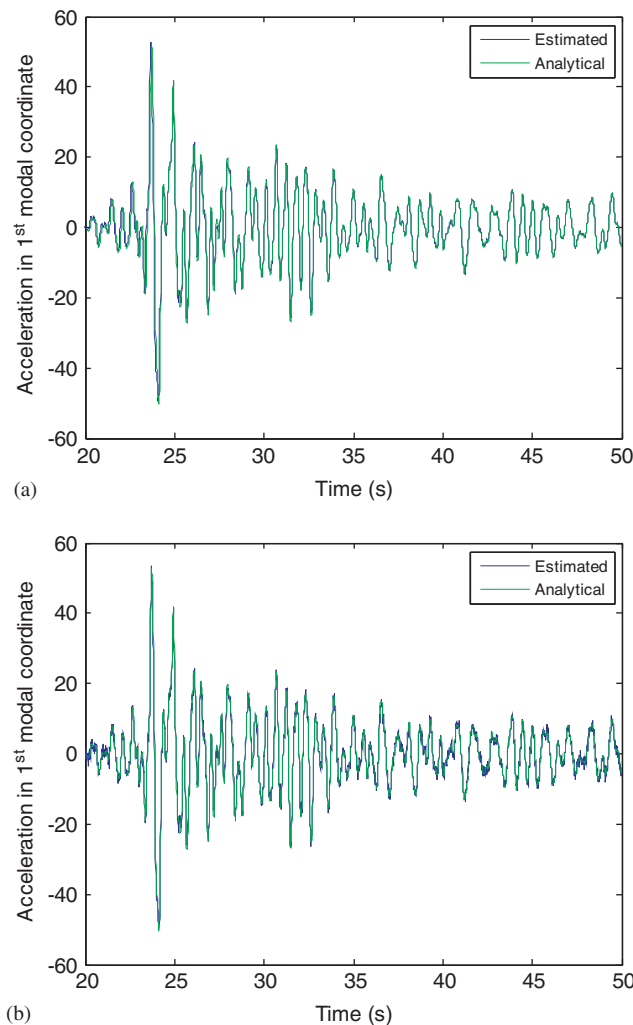 60
40
20
0
-20
-40
-60
Acceleration in 1st modal coordinate
Estimated
Analytical
20 25 30 35 40 45 50
Time (s)
(a)
60
40
20
0
-20
-40
-60
Acceleration in 1st modal coordinate
Estimated
Analytical
20 25 30 35 40 45 50
Time (s)
(b)